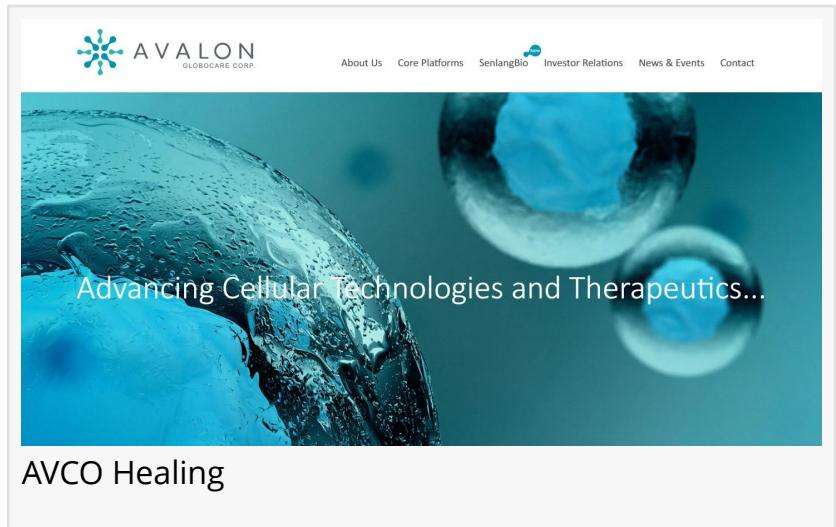 AVALON
GLOBOCARE CORP.
New
About Us Core Platforms SenlangBio Investor Relations News & Events Contact
Advancing Cellular Technologies and Therapeutics...
AVCO Healing